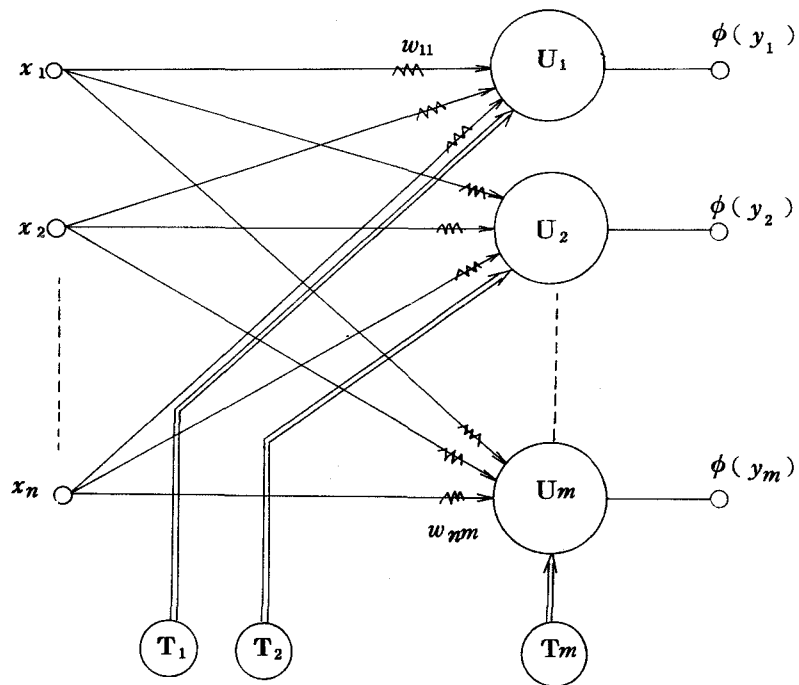 w₁₁
x₁
U₁
ϕ(y₁)
x₂
U₂
ϕ(y₂)
xₙ
Um
ϕ(yₘ)
wₙₘ
T₁
T₂
Tm